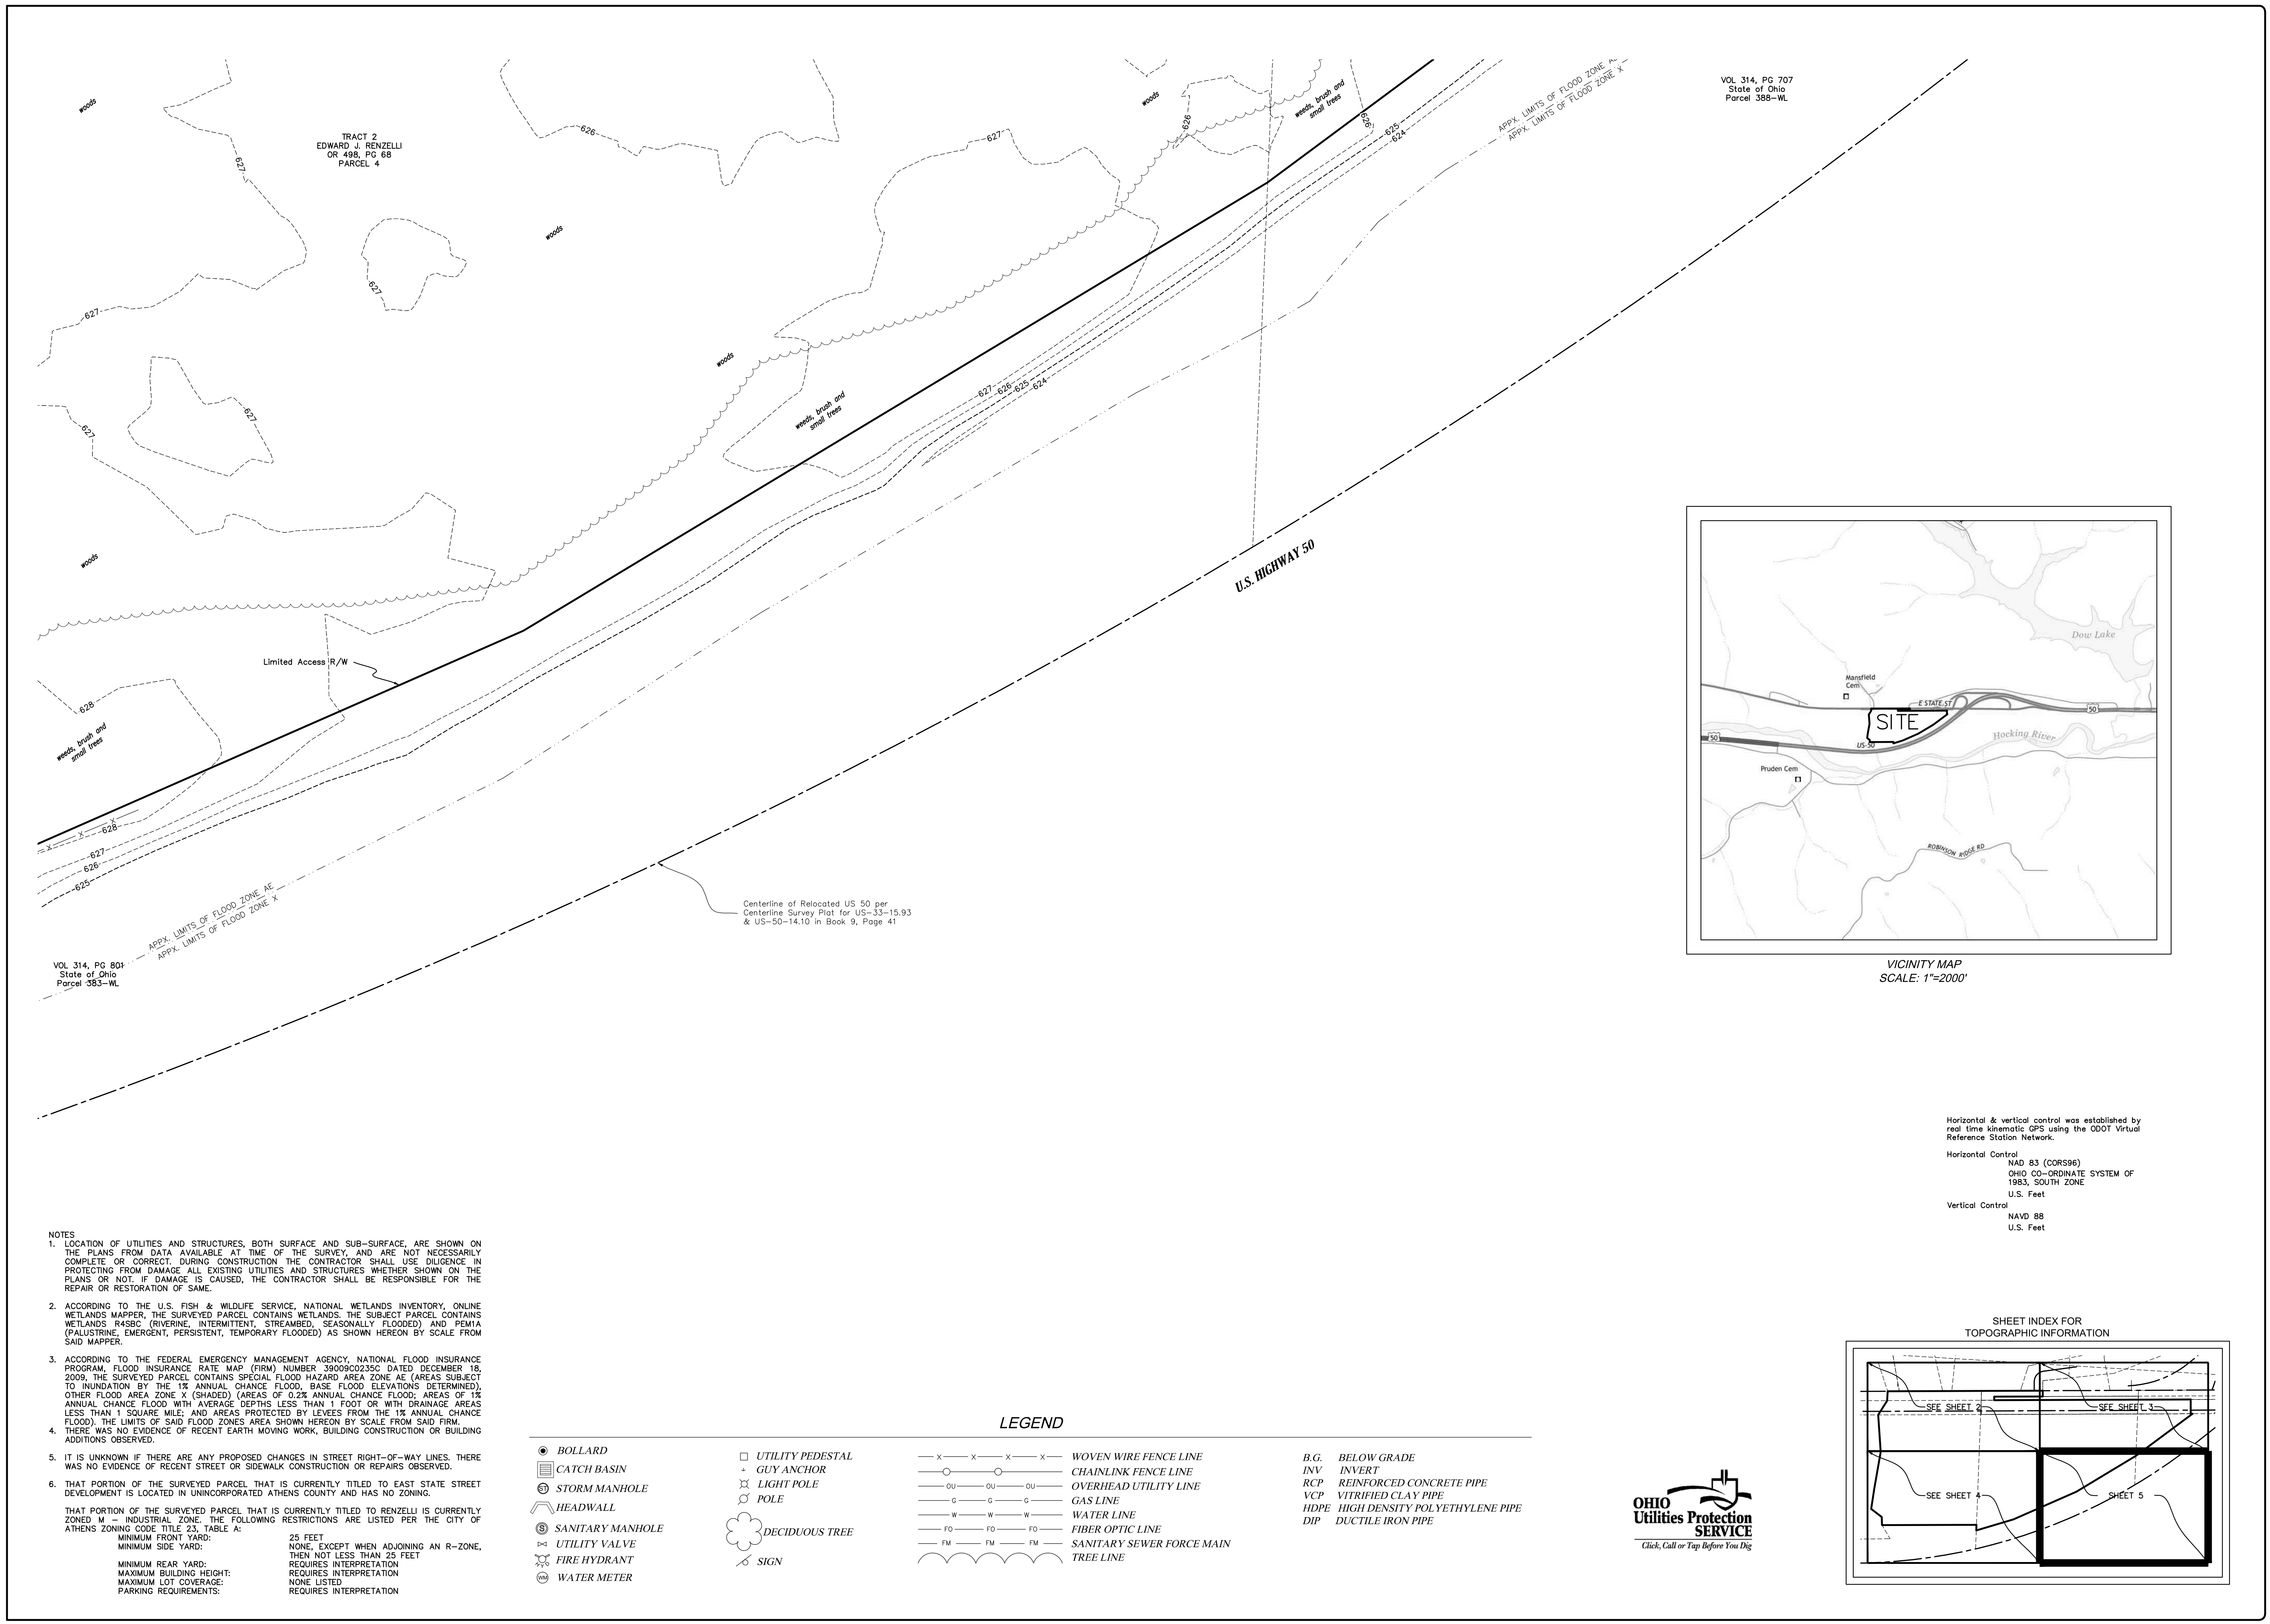 VOL 314, PG 707
State of Ohio
Parcel 388-WL
APPX. LIMITS OF FLOOD ZONE AE
APPX. LIMITS OF FLOOD ZONE X
woods
woods
weeds, brush and
small trees
TRACT 2
EDWARD J. RENZELLI
OR 498, PG 68
PARCEL 4
626
627
626
626
625
624
627
woods
627
627
woods
627
626
625
624
weeds, brush and
small trees
627
627
U.S. HIGHWAY 50
woods
Limited Access R/W
628
weeds, brush and
small trees
X X X
628
627
626
625
APPX. LIMITS OF FLOOD ZONE AE
APPX. LIMITS OF FLOOD ZONE X
Centerline of Relocated US 50 per
Centerline Survey Plat for US-33-15.93
& US-50-14.10 in Book 9, Page 41
VOL 314, PG 801
State of Ohio
Parcel 383-WL
Dow Lake
Mansfield
Cem
E STATE ST
SITE
50
50
US-50
Hocking River
Pruden Cem
ROBINSON RIDGE RD
VICINITY MAP
SCALE: 1"=2000'
Horizontal & vertical control was established by
real time kinematic GPS using the ODOT Virtual
Reference Station Network.
Horizontal Control
NAD 83 (CORS96)
OHIO CO-ORDINATE SYSTEM OF
1983, SOUTH ZONE
U.S. Feet
Vertical Control
NAVD 88
U.S. Feet
NOTES
1. LOCATION OF UTILITIES AND STRUCTURES, BOTH SURFACE AND SUB-SURFACE, ARE SHOWN ON
THE PLANS FROM DATA AVAILABLE AT TIME OF THE SURVEY, AND ARE NOT NECESSARILY
COMPLETE OR CORRECT. DURING CONSTRUCTION THE CONTRACTOR SHALL USE DILIGENCE IN
PROTECTING FROM DAMAGE ALL EXISTING UTILITIES AND STRUCTURES WHETHER SHOWN ON THE
PLANS OR NOT. IF DAMAGE IS CAUSED, THE CONTRACTOR SHALL BE RESPONSIBLE FOR THE
REPAIR OR RESTORATION OF SAME.
2. ACCORDING TO THE U.S. FISH & WILDLIFE SERVICE, NATIONAL WETLANDS INVENTORY, ONLINE
WETLANDS MAPPER, THE SURVEYED PARCEL CONTAINS WETLANDS. THE SUBJECT PARCEL CONTAINS
WETLANDS R4SBC (RIVERINE, INTERMITTENT, STREAMBED, SEASONALLY FLOODED) AND PEM1A
(PALUSTRINE, EMERGENT, PERSISTENT, TEMPORARY FLOODED) AS SHOWN HEREON BY SCALE FROM
SAID MAPPER.
3. ACCORDING TO THE FEDERAL EMERGENCY MANAGEMENT AGENCY, NATIONAL FLOOD INSURANCE
PROGRAM, FLOOD INSURANCE RATE MAP (FIRM) NUMBER 39009C0235C DATED DECEMBER 18,
2009, THE SURVEYED PARCEL CONTAINS SPECIAL FLOOD HAZARD AREA ZONE AE (AREAS SUBJECT
TO INUNDATION BY THE 1% ANNUAL CHANCE FLOOD, BASE FLOOD ELEVATIONS DETERMINED),
OTHER FLOOD AREA ZONE X (SHADED) (AREAS OF 0.2% ANNUAL CHANCE FLOOD; AREAS OF 1%
ANNUAL CHANCE FLOOD WITH AVERAGE DEPTHS LESS THAN 1 FOOT OR WITH DRAINAGE AREAS
LESS THAN 1 SQUARE MILE; AND AREAS PROTECTED BY LEVEES FROM THE 1% ANNUAL CHANCE
FLOOD). THE LIMITS OF SAID FLOOD ZONES AREA SHOWN HEREON BY SCALE FROM SAID FIRM.
4. THERE WAS NO EVIDENCE OF RECENT EARTH MOVING WORK, BUILDING CONSTRUCTION OR BUILDING
ADDITIONS OBSERVED.
5. IT IS UNKNOWN IF THERE ARE ANY PROPOSED CHANGES IN STREET RIGHT-OF-WAY LINES. THERE
WAS NO EVIDENCE OF RECENT STREET OR SIDEWALK CONSTRUCTION OR REPAIRS OBSERVED.
6. THAT PORTION OF THE SURVEYED PARCEL THAT IS CURRENTLY TITLED TO EAST STATE STREET
DEVELOPMENT IS LOCATED IN UNINCORPORATED ATHENS COUNTY AND HAS NO ZONING.
THAT PORTION OF THE SURVEYED PARCEL THAT IS CURRENTLY TITLED TO RENZELLI IS CURRENTLY
ZONED M - INDUSTRIAL ZONE. THE FOLLOWING RESTRICTIONS ARE LISTED PER THE CITY OF
ATHENS ZONING CODE TITLE 23, TABLE A:
MINIMUM FRONT YARD: 25 FEET
MINIMUM SIDE YARD: NONE, EXCEPT WHEN ADJOINING AN R-ZONE,
THEN NOT LESS THAN 25 FEET
MINIMUM REAR YARD: REQUIRES INTERPRETATION
MAXIMUM BUILDING HEIGHT: REQUIRES INTERPRETATION
MAXIMUM LOT COVERAGE: NONE LISTED
PARKING REQUIREMENTS: REQUIRES INTERPRETATION
LEGEND
BOLLARD
CATCH BASIN
ST STORM MANHOLE
HEADWALL
S SANITARY MANHOLE
UTILITY VALVE
FIRE HYDRANT
WM WATER METER
UTILITY PEDESTAL
GUY ANCHOR
LIGHT POLE
POLE
DECIDUOUS TREE
SIGN
X X X X WOVEN WIRE FENCE LINE
CHAINLINK FENCE LINE
OU OU OU OVERHEAD UTILITY LINE
G G G GAS LINE
W W W WATER LINE
FO FO FO FIBER OPTIC LINE
FM FM FM SANITARY SEWER FORCE MAIN
TREE LINE
B.G. BELOW GRADE
INV INVERT
RCP REINFORCED CONCRETE PIPE
VCP VITRIFIED CLAY PIPE
HDPE HIGH DENSITY POLYETHYLENE PIPE
DIP DUCTILE IRON PIPE
OHIO
Utilities Protection
SERVICE
Click, Call or Tap Before You Dig
SHEET INDEX FOR
TOPOGRAPHIC INFORMATION
SEE SHEET 2
SEE SHEET 3
SEE SHEET 4
SHEET 5